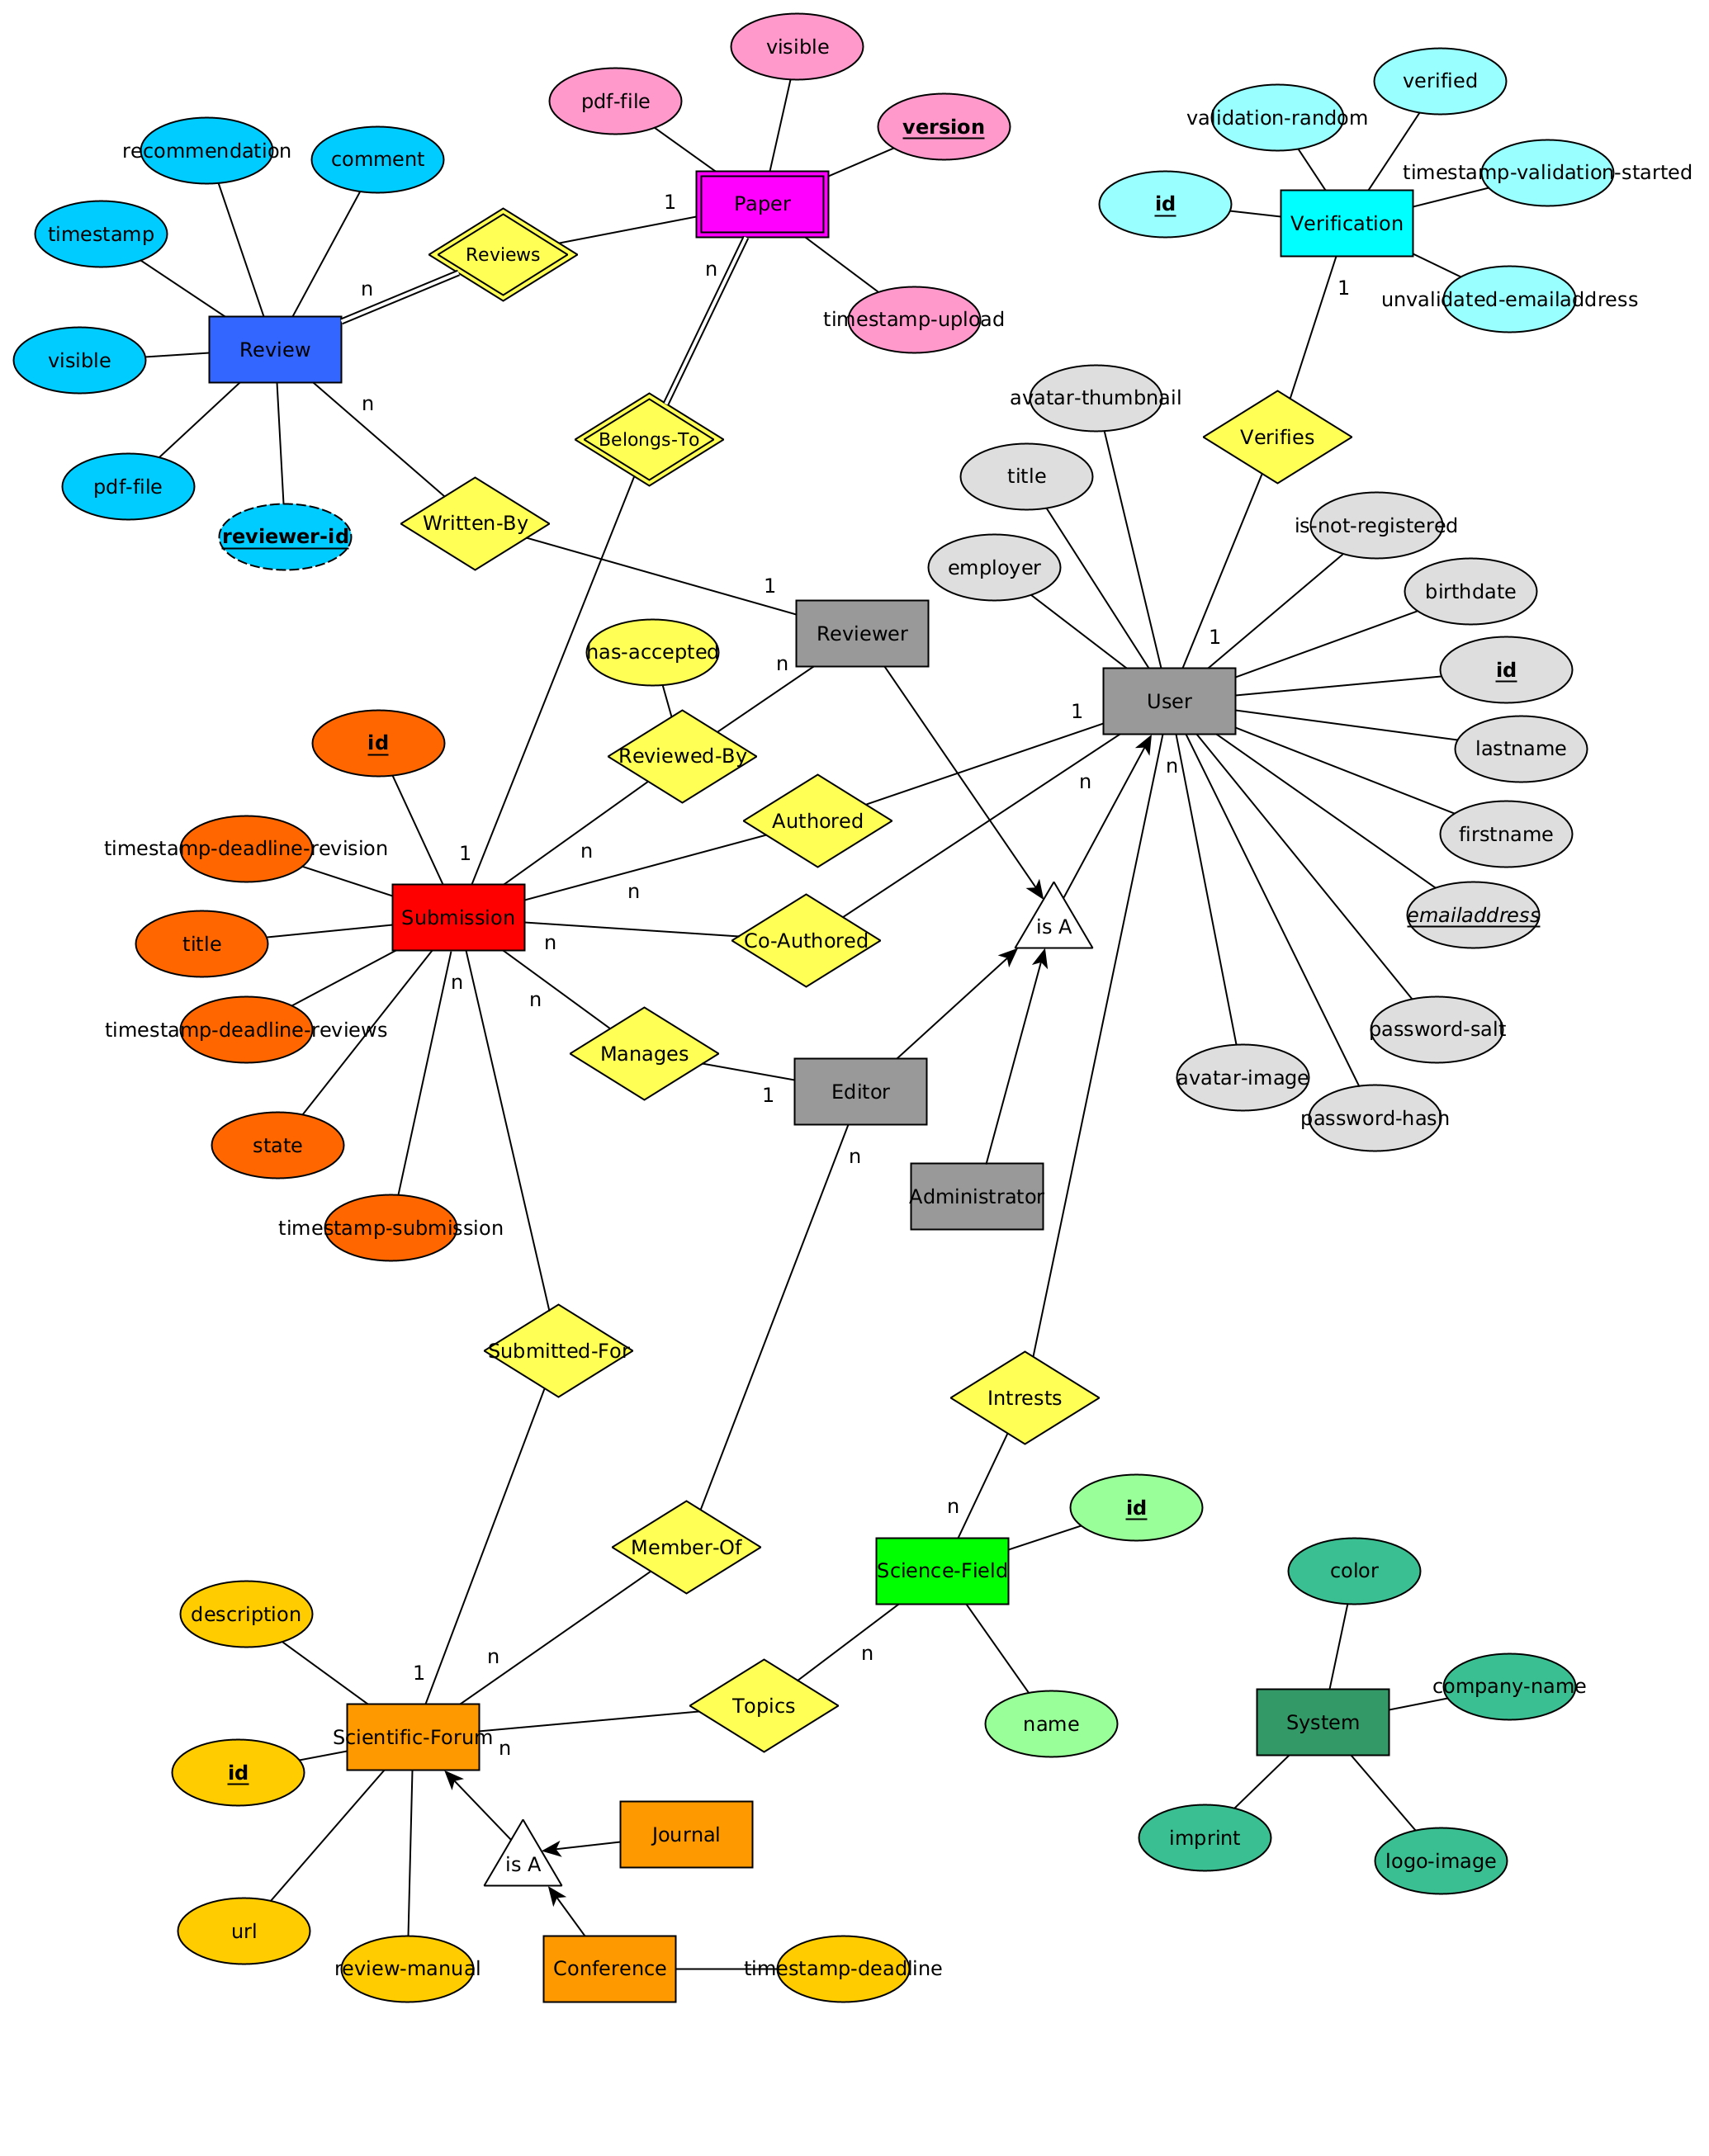 visible
pdf-file
version
Paper
timestamp-upload
1
n
recommendation
comment
timestamp
Reviews
n
Review
visible
pdf-file
reviewer-id
n
Written-By
1
Belongs-To
verified
validation-random
timestamp-validation-started
id
Verification
unvalidated-emailaddress
1
Verifies
avatar-thumbnail
title
employer
is-not-registered
birthdate
1
id
User
lastname
firstname
emailaddress
password-salt
password-hash
avatar-image
1
n
n
Reviewer
has-accepted
n
Reviewed-By
Authored
Co-Authored
is A
id
timestamp-deadline-revision
1
n
n
Submission
title
n
n
n
timestamp-deadline-reviews
state
timestamp-submission
Manages
1
Editor
n
Administrator
Submitted-For
Intrests
n
id
Science-Field
name
n
Member-Of
n
1
description
Topics
Scientific-Forum
n
id
url
review-manual
is A
Journal
Conference
timestamp-deadline
color
company-name
System
imprint
logo-image